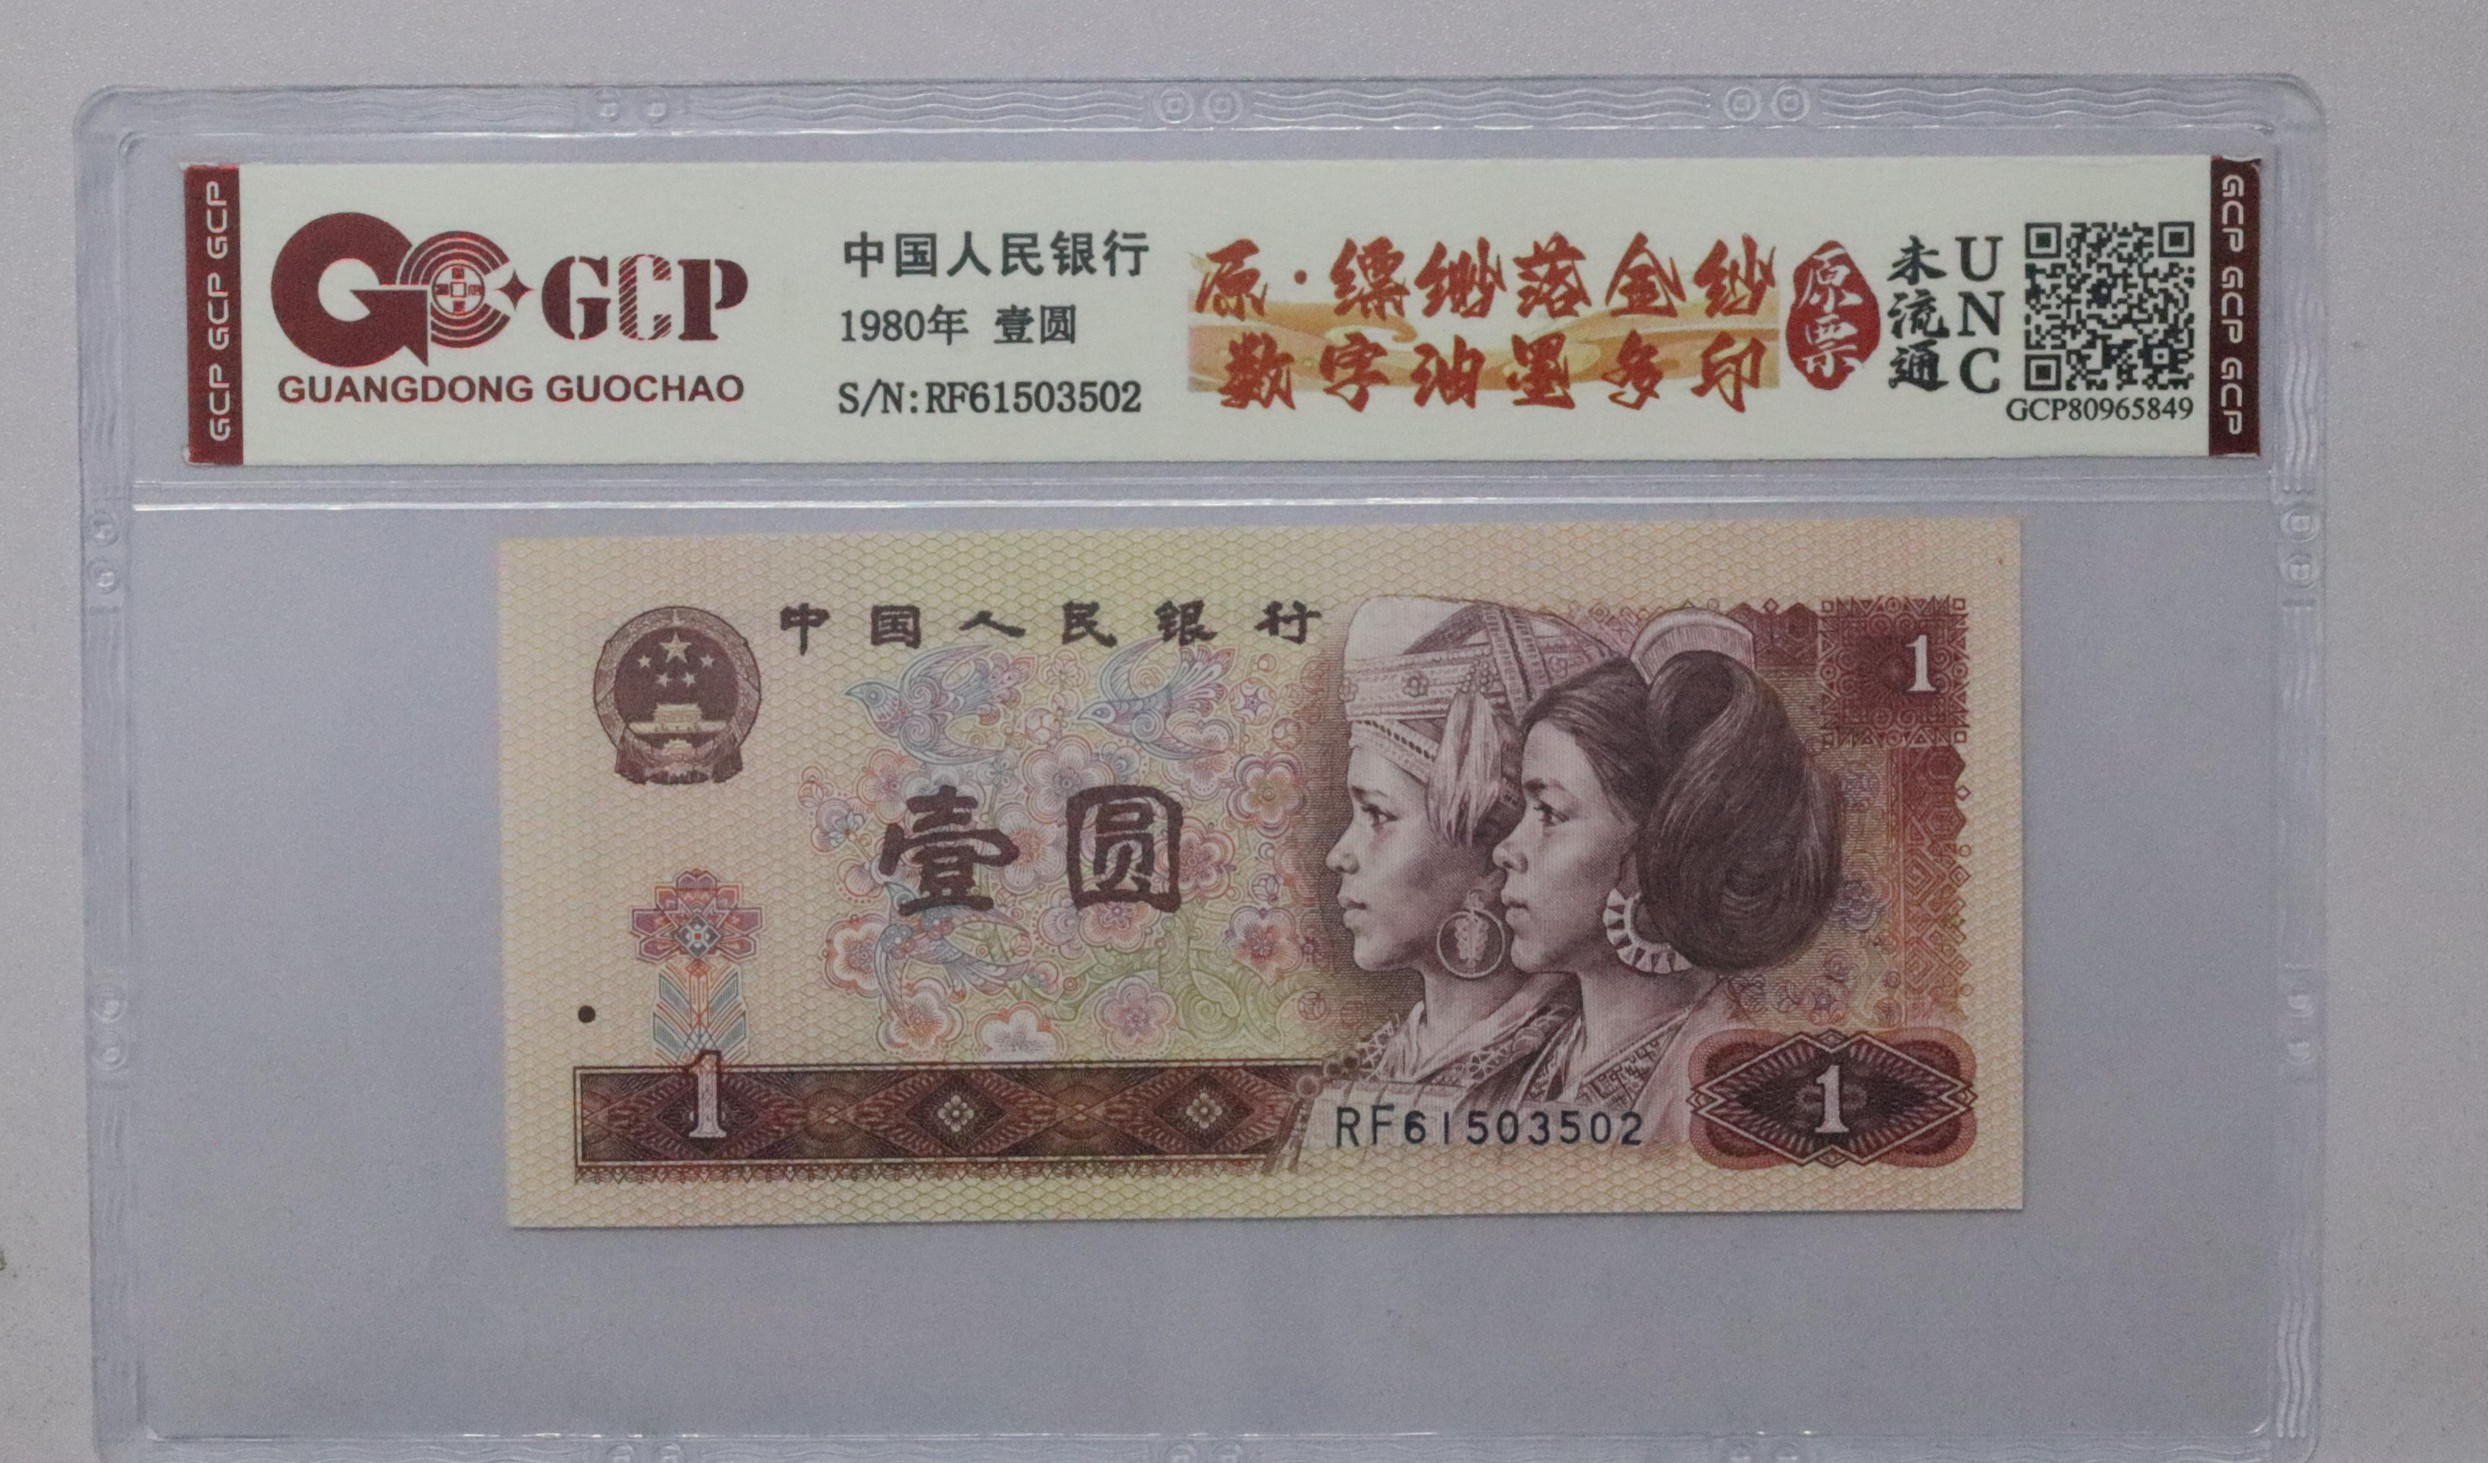 GCP GCP GCP
GCP
GUANGDONG GUOCHAO
中国人民银行
1980年 壹圆
S/N:RF61503502
原·缥缈落金纱
数字油墨多印
原票
未流通
UNC
GCP80965849
GCP GCP GCP
中国人民银行
1
壹圆
1
RF61503502
1